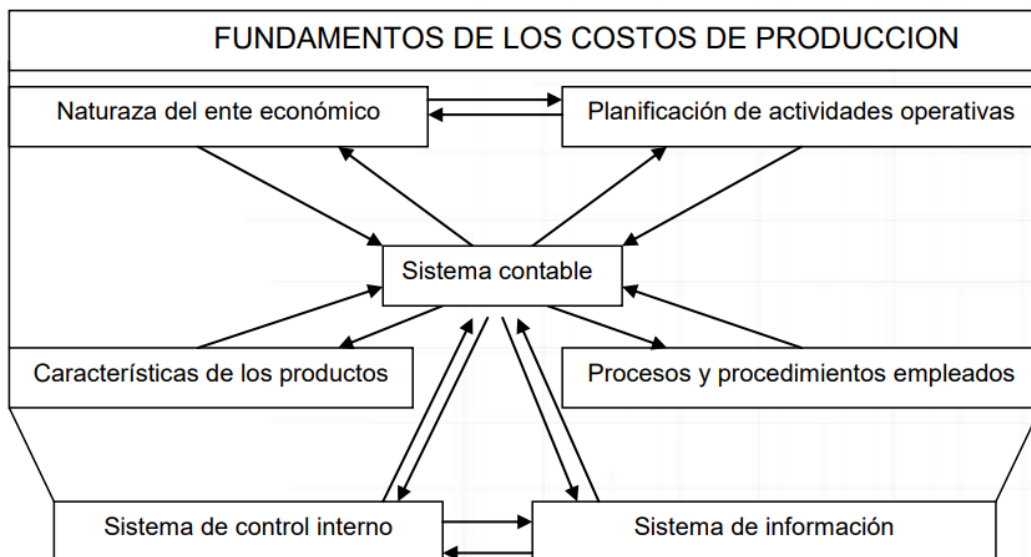 FUNDAMENTOS DE LOS COSTOS DE PRODUCCION
Naturaza del ente económico
Planificación de actividades operativas
Sistema contable
Características de los productos
Procesos y procedimientos empleados
Sistema de control interno
Sistema de información